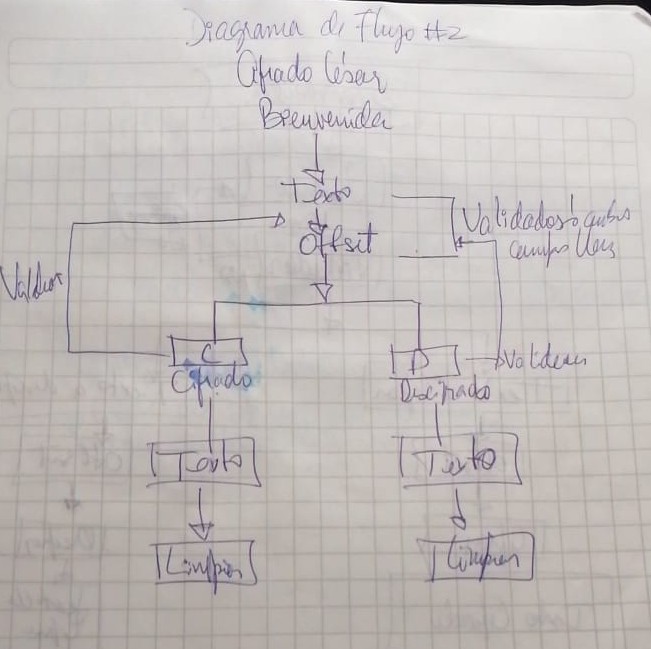 Diagrama de Flujo #2
Cifrado César
Bienvenida
Texto
Offset
Validados ambos
campos
Validar
C
Cifrado
D
Validar
Descifrado
Texto
Texto
Limpiar
Limpiar